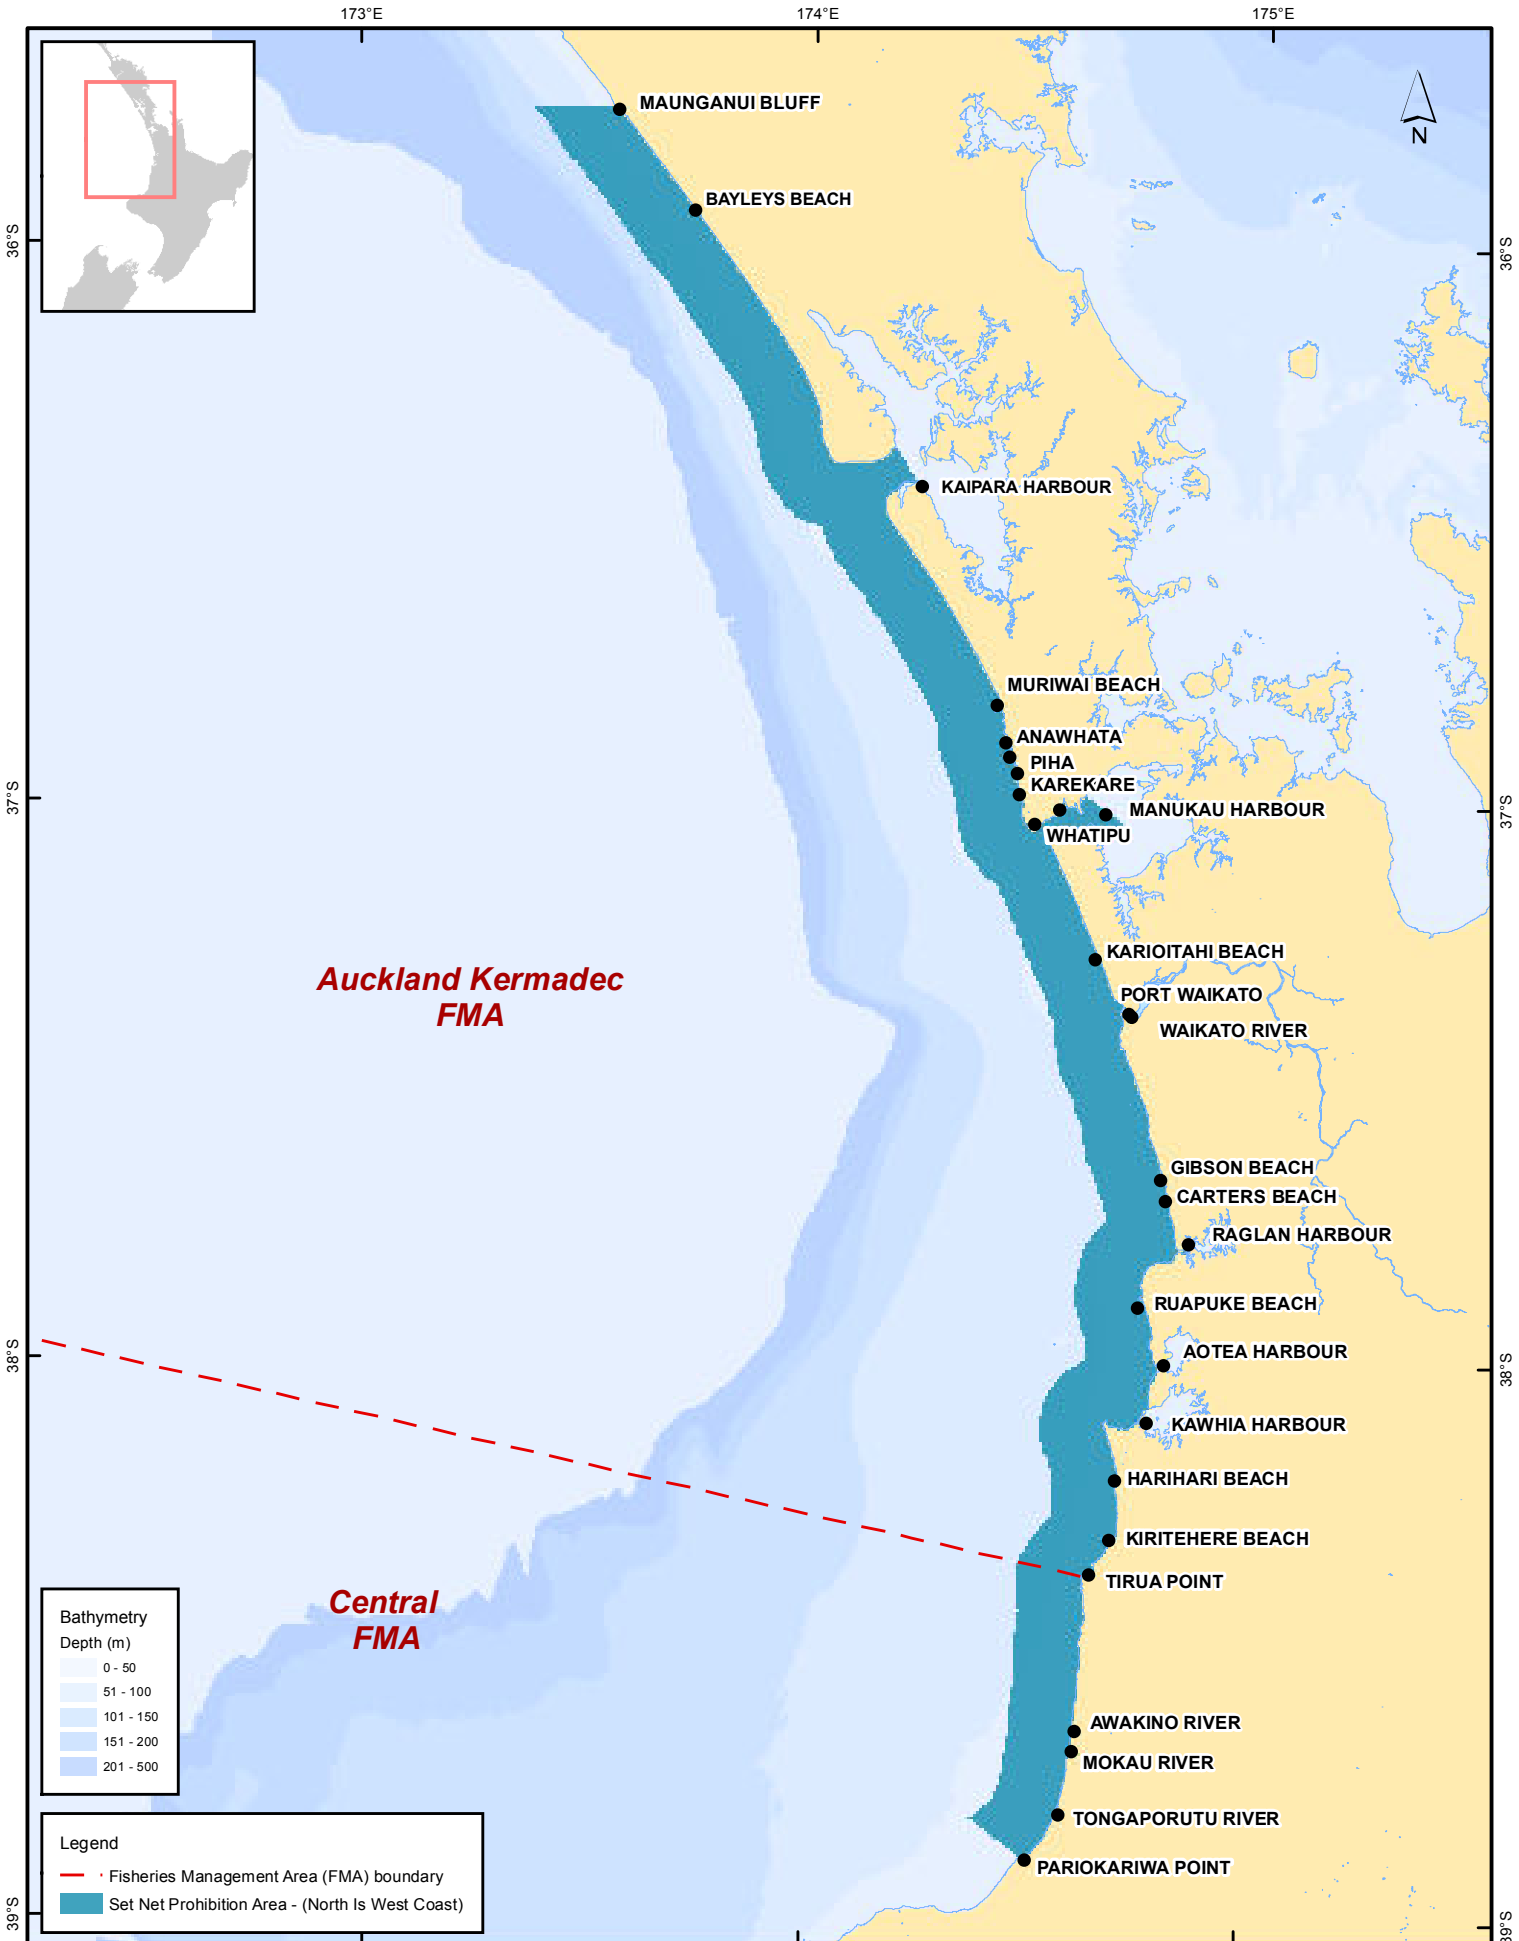 173°E
174°E
175°E
MAUNGANUI BLUFF
N
BAYLEYS BEACH
36°S
36°S
KAIPARA HARBOUR
MURIWAI BEACH
ANAWHATA
PIHA
KAREKARE
37°S
37°S
MANUKAU HARBOUR
WHATIPU
KARIOITAHI BEACH
Auckland Kermadec
FMA
PORT WAIKATO
WAIKATO RIVER
GIBSON BEACH
CARTERS BEACH
RAGLAN HARBOUR
RUAPUKE BEACH
38°S
38°S
AOTEA HARBOUR
KAWHIA HARBOUR
HARIHARI BEACH
KIRITEHERE BEACH
TIRUA POINT
Central
FMA
Bathymetry
Depth (m)
0 - 50
51 - 100
101 - 150
151 - 200
201 - 500
AWAKINO RIVER
MOKAU RIVER
TONGAPORUTU RIVER
PARIOKARIWA POINT
Legend
Fisheries Management Area (FMA) boundary
Set Net Prohibition Area - (North Is West Coast)
39°S
39°S